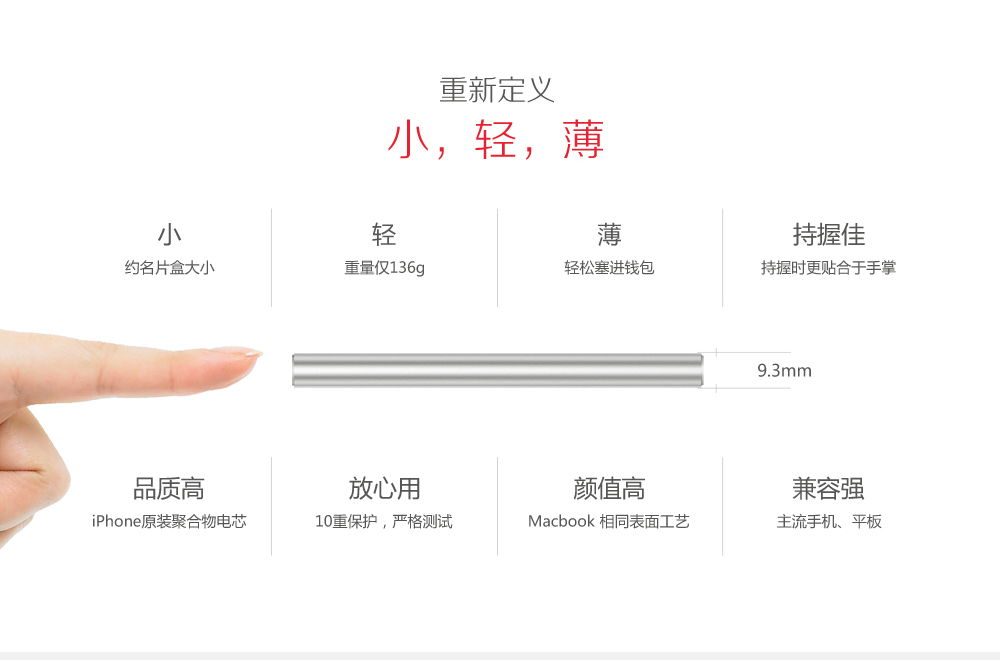 重新定义
小，轻，薄
小
约名片盒大小
轻
重量仅136g
薄
轻松塞进钱包
持握佳
持握时更贴合于手掌
9.3mm
品质高
iPhone原装聚合物电芯
放心用
10重保护，严格测试
颜值高
Macbook 相同表面工艺
兼容强
主流手机、平板